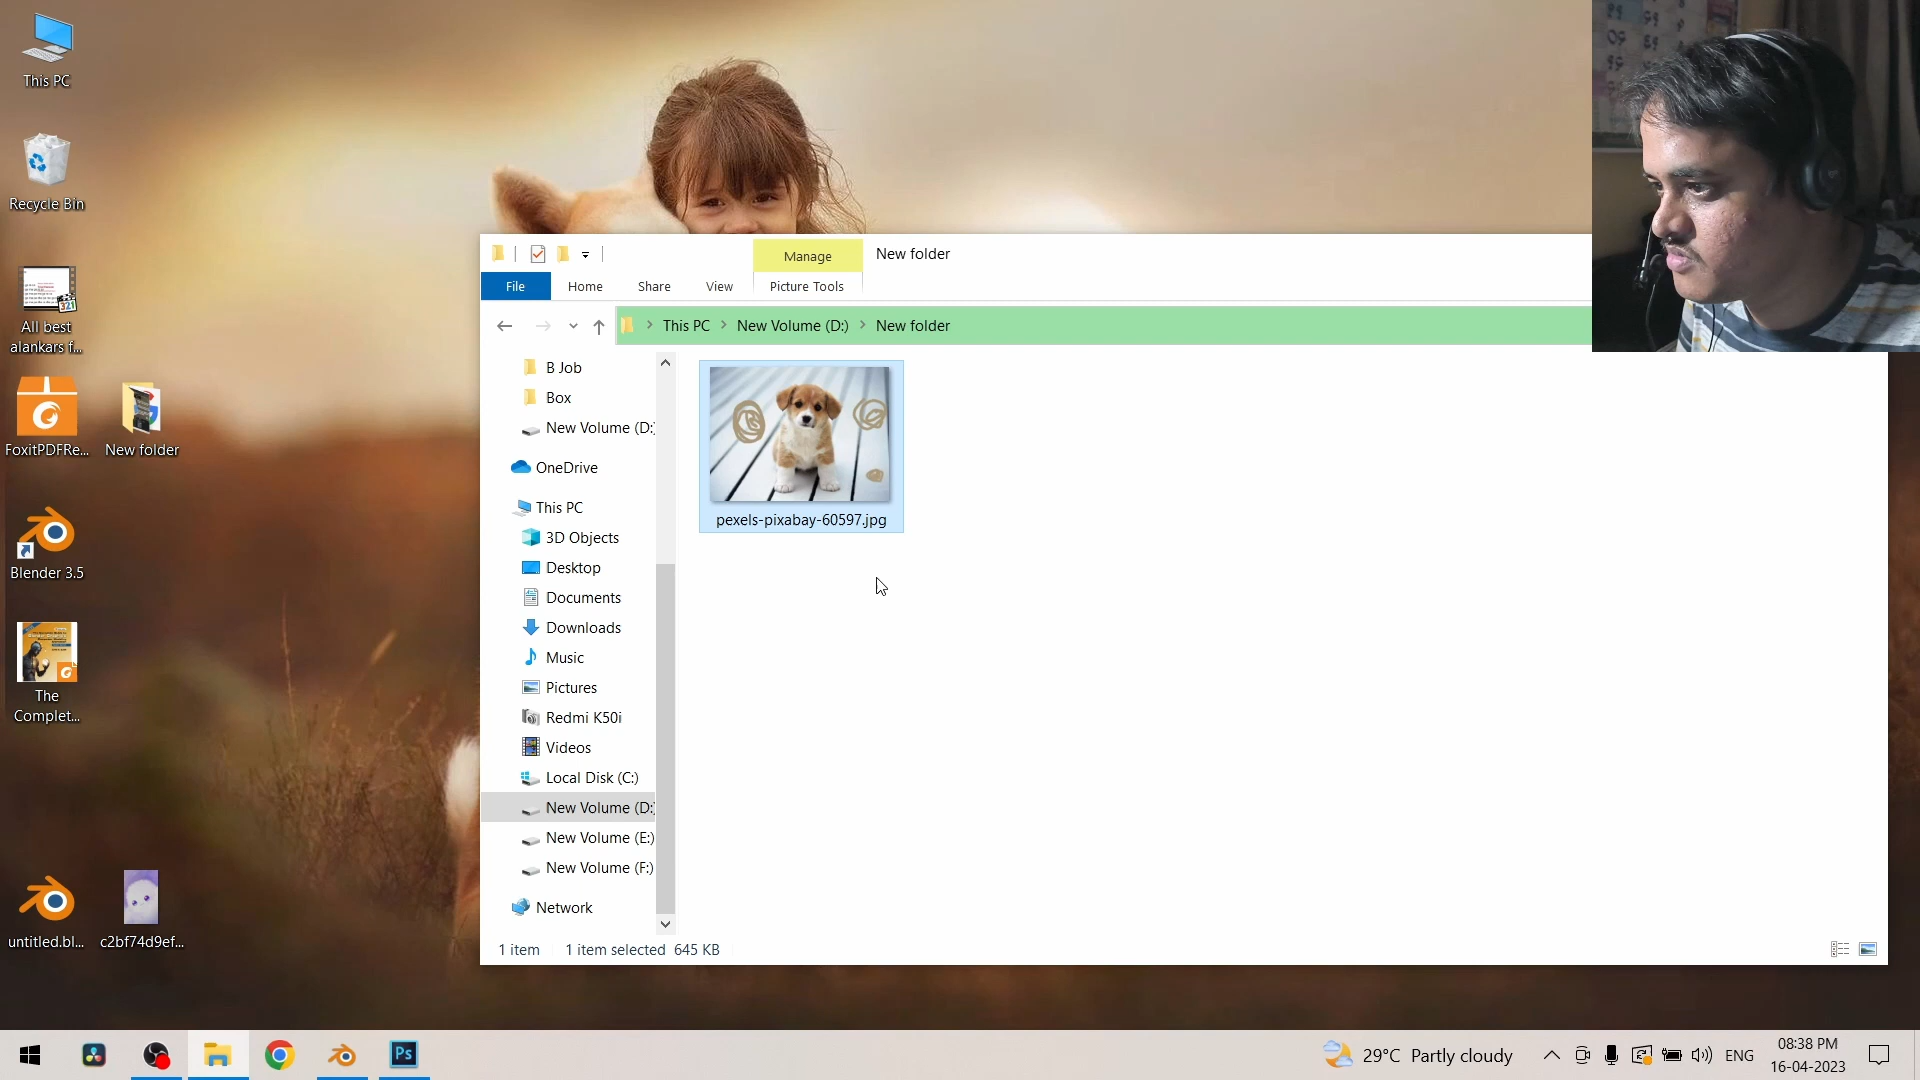 This PC
Recycle Bin
All best
alankars f...
FoxitPDFRe...
New folder
Blender 3.5
The
Complet...
untitled.bl...
c2bf74d9ef...
Manage
New folder
File
Home
Share
View
Picture Tools
This PC
New Volume (D:)
New folder
B Job
Box
New Volume (D:
OneDrive
This PC
3D Objects
Desktop
Documents
Downloads
Music
Pictures
Redmi K50i
Videos
Local Disk (C:)
New Volume (D:)
New Volume (E:)
New Volume (F:)
Network
pexels-pixabay-60597.jpg
1 item
1 item selected 645 KB
Ps
29°C Partly cloudy
ENG
08:38 PM
16-04-2023